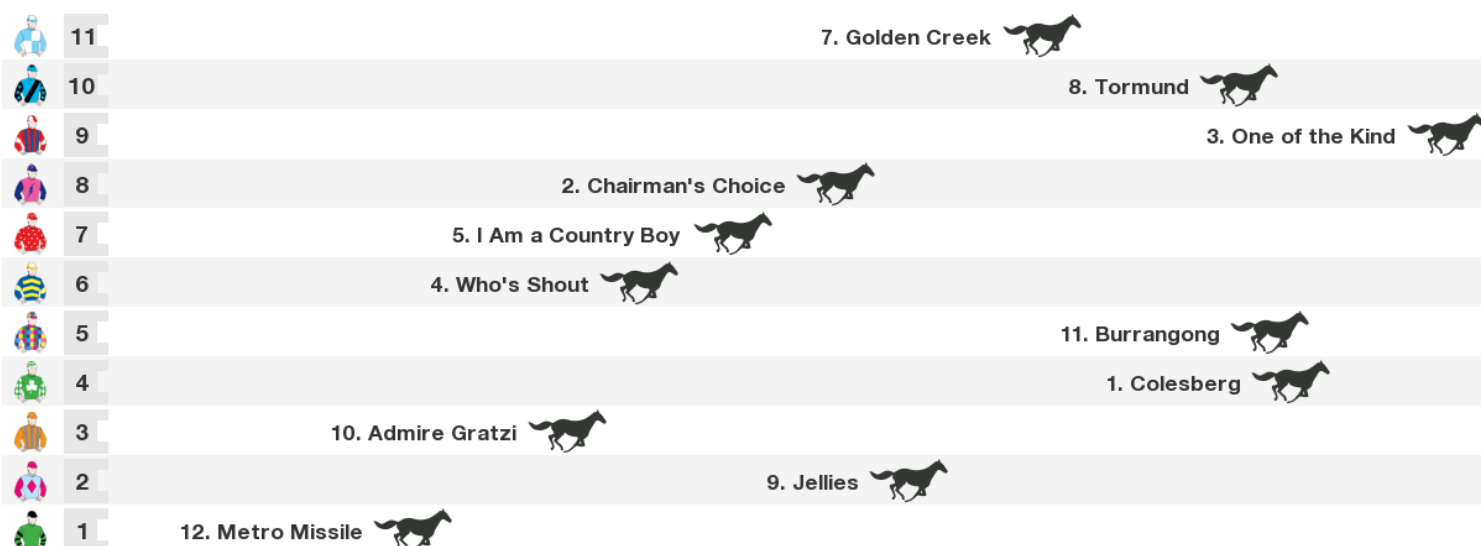 11 7. Golden Creek
10 8. Tormund
9 3. One of the Kind
8 2. Chairman's Choice
7 5. I Am a Country Boy
6 4. Who's Shout
5 11. Burrangong
4 1. Colesberg
3 10. Admire Gratzi
2 9. Jellies
1 12. Metro Missile